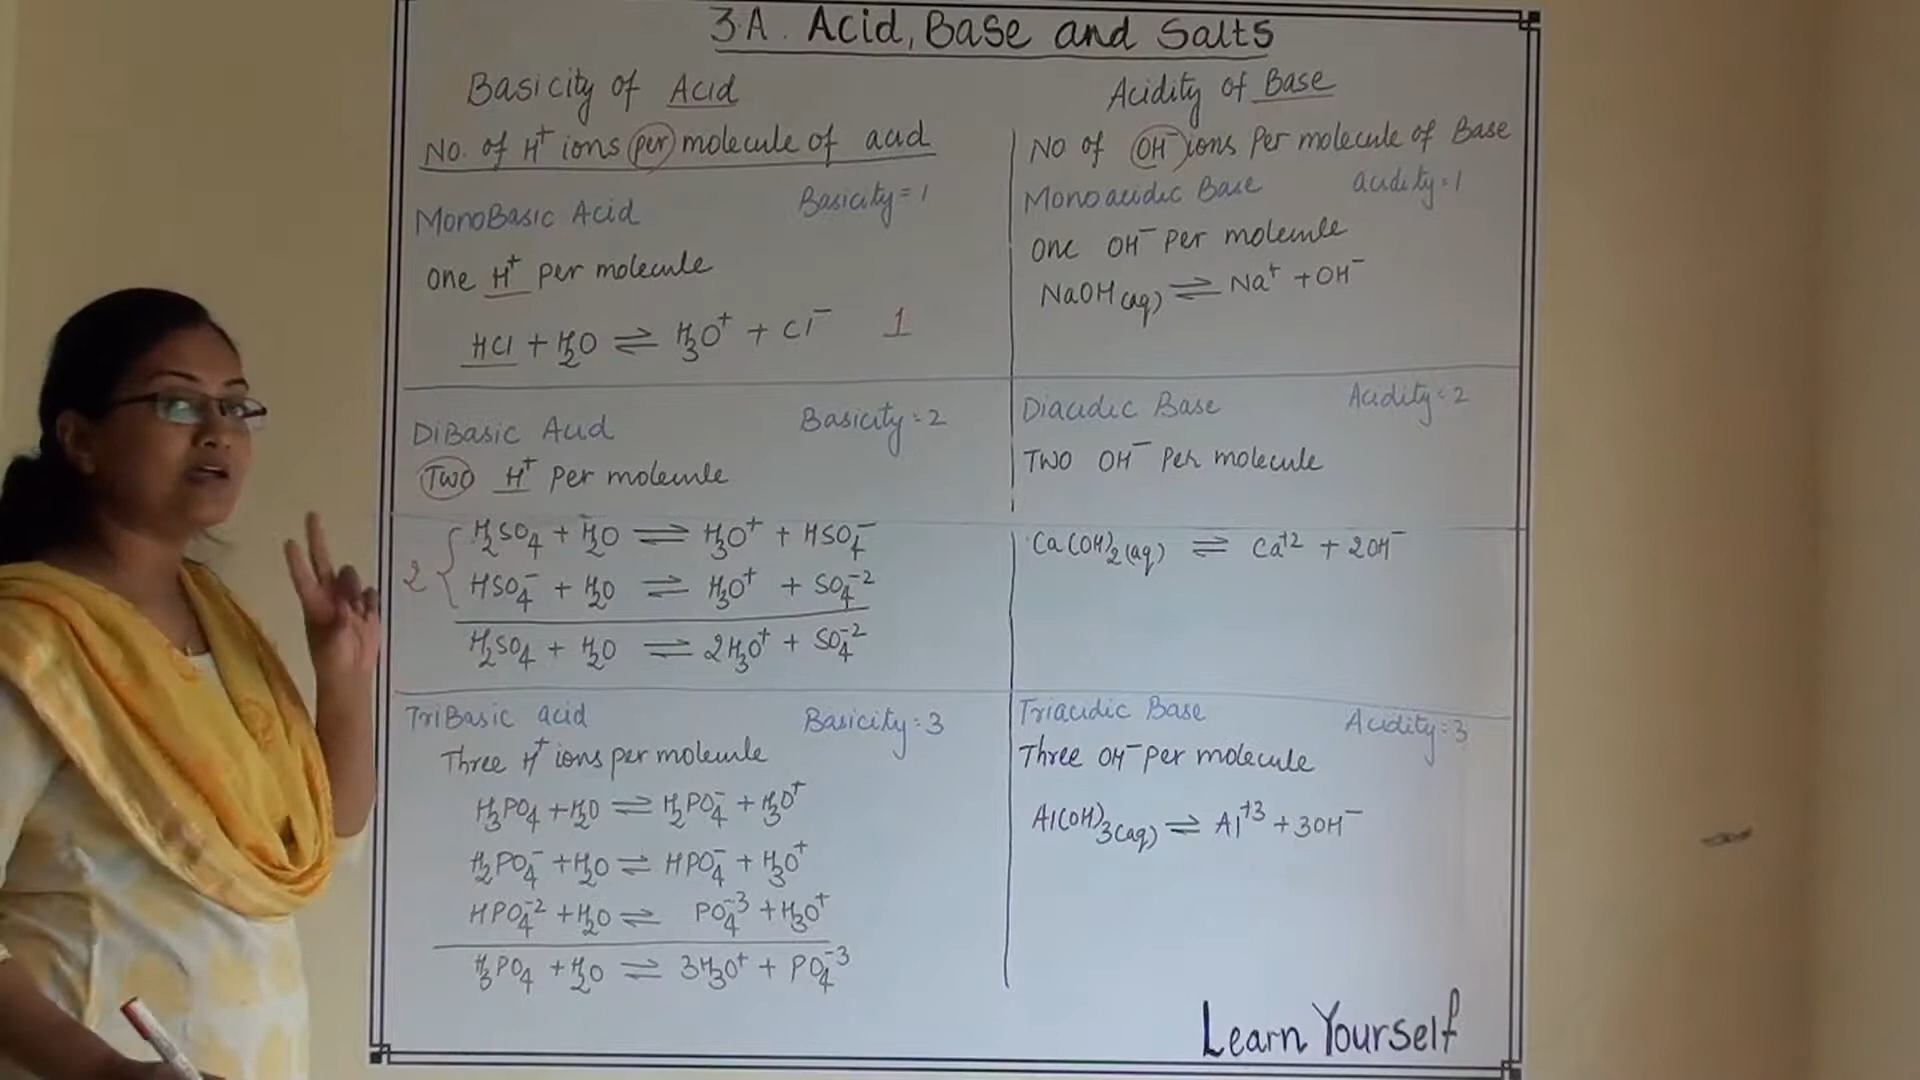 3.A. Acid, Base and Salts
Basicity of Acid
No. of H⁺ ions per molecule of acid
MonoBasic Acid Basicity = 1
One H⁺ per molecule
HCl + H₂O ⇌ H₃O⁺ + Cl⁻ 1
DiBasic Acid Basicity = 2
Two H⁺ per molecule
2 { H₂SO₄ + H₂O ⇌ H₃O⁺ + HSO₄⁻
HSO₄⁻ + H₂O ⇌ H₃O⁺ + SO₄⁻²
H₂SO₄ + H₂O ⇌ 2H₃O⁺ + SO₄⁻²
TriBasic acid Basicity = 3
Three H⁺ ions per molecule
H₃PO₄ + H₂O ⇌ H₂PO₄⁻ + H₃O⁺
H₂PO₄⁻ + H₂O ⇌ HPO₄⁻ + H₃O⁺
HPO₄⁻² + H₂O ⇌ PO₄⁻³ + H₃O⁺
H₃PO₄ + H₂O ⇌ 3H₃O⁺ + PO₄⁻³
Acidity of Base
No of OH⁻ ions Per molecule of Base
Monoacidic Base acidity = 1
One OH⁻ Per molecule
NaOH(aq) ⇌ Na⁺ + OH⁻
Diacidic Base Acidity = 2
TWO OH⁻ Per molecule
Ca(OH)₂(aq) ⇌ Ca⁺² + 2OH⁻
Triacidic Base Acidity = 3
Three OH⁻ per molecule
Al(OH)₃(aq) ⇌ Al⁺³ + 3OH⁻
Learn Yourself